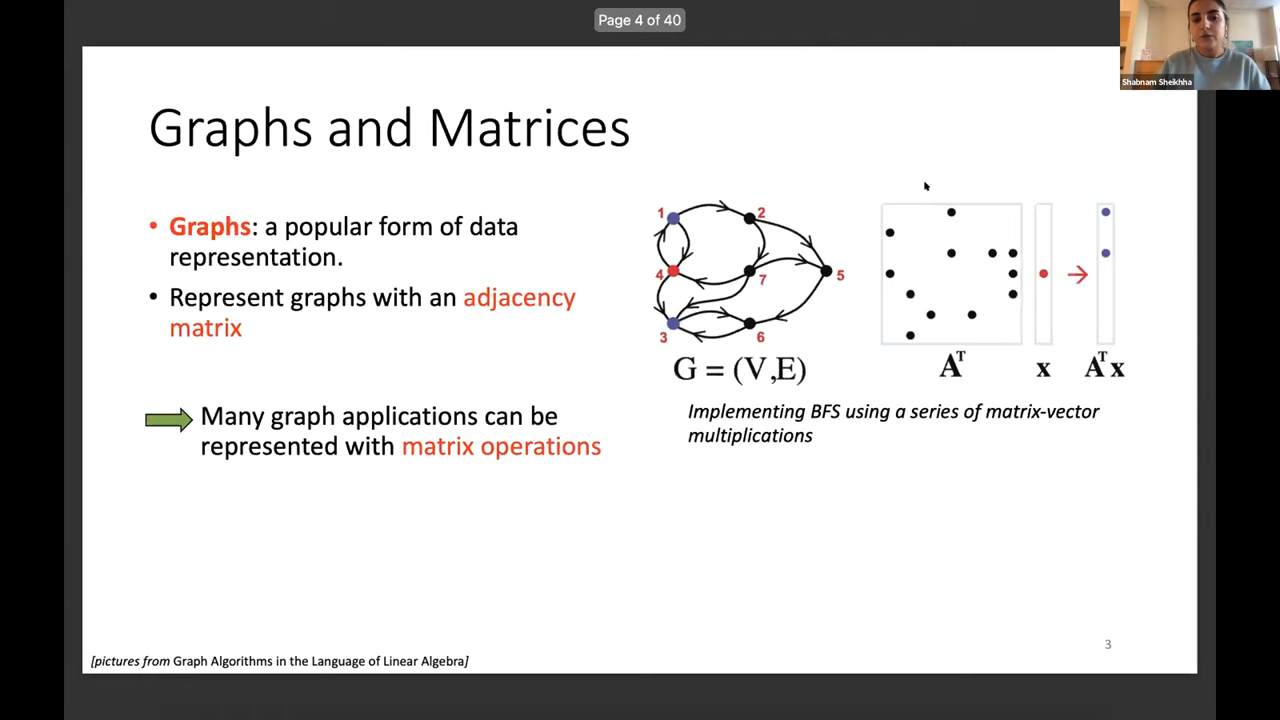 Page 4 of 40
Shabnam Sheikhha
Graphs and Matrices
• Graphs: a popular form of data
representation.
• Represent graphs with an adjacency
matrix
Many graph applications can be
represented with matrix operations
1
2
4
7
5
3
6
G = (V,E)
Aᵀ
x
Aᵀx
Implementing BFS using a series of matrix-vector
multiplications
3
[pictures from Graph Algorithms in the Language of Linear Algebra]